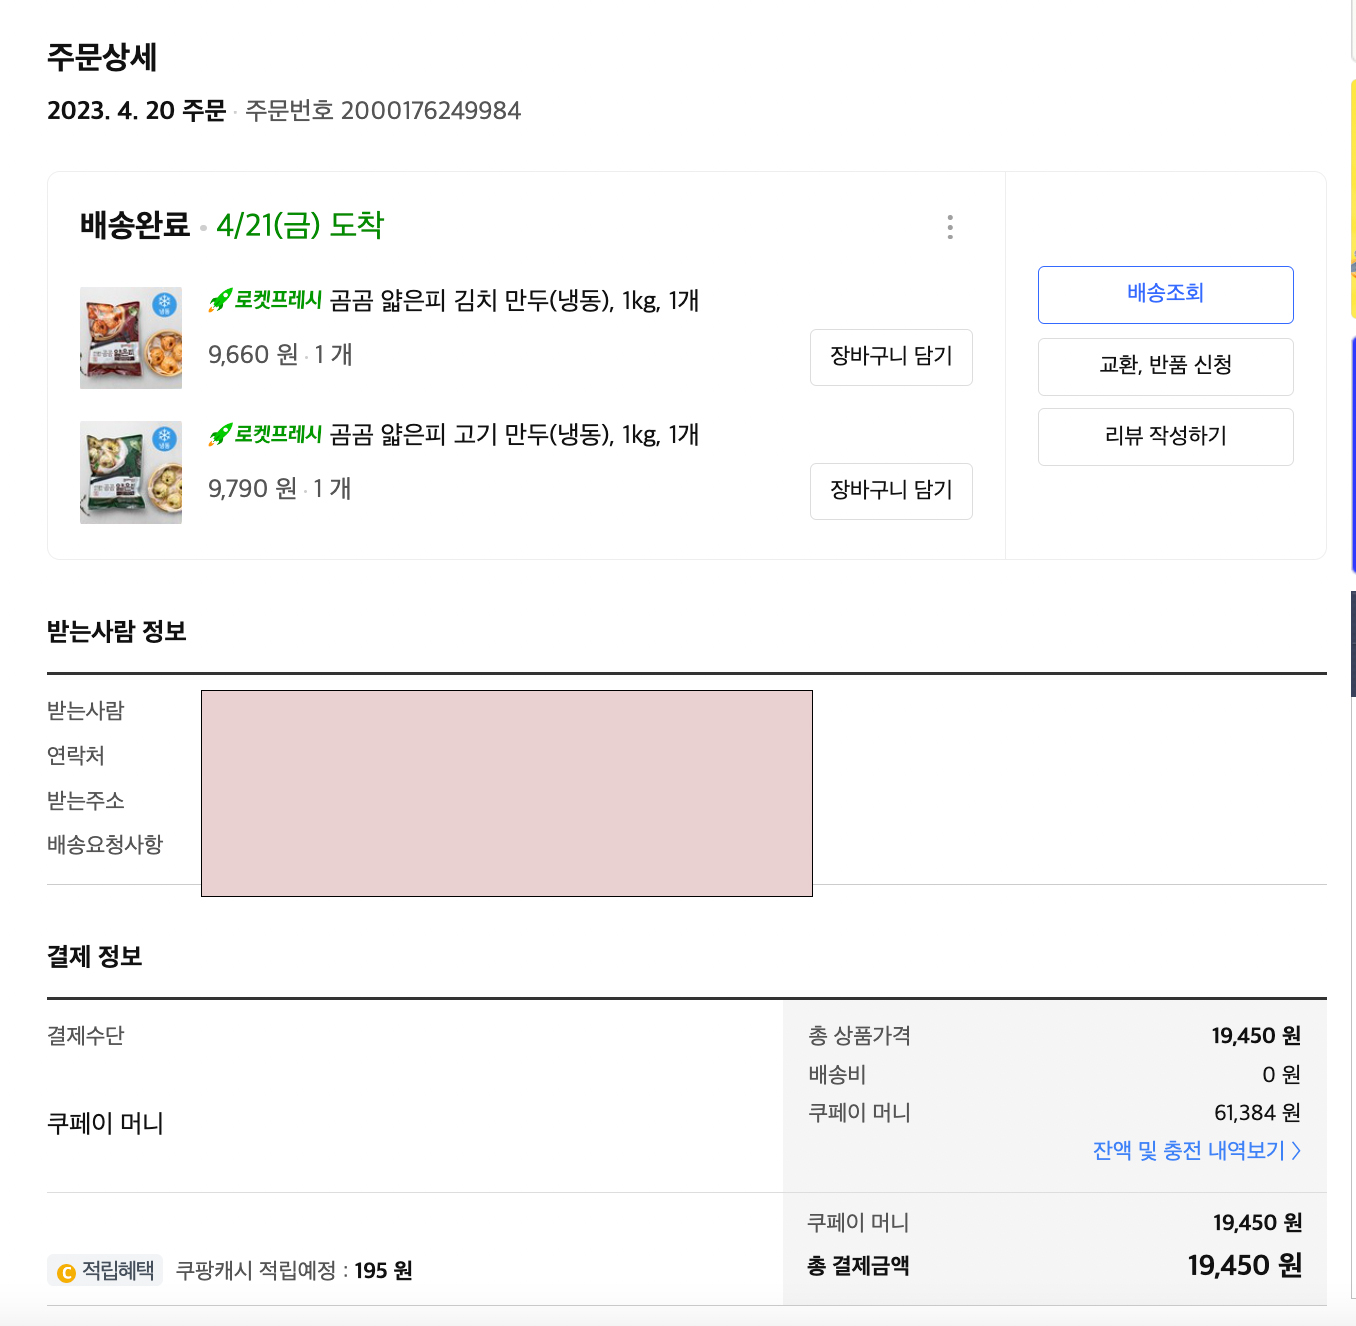 주문상세
2023. 4. 20 주문 · 주문번호 2000176249984
배송완료 • 4/21(금) 도착
로켓프레시 곰곰 얇은피 김치 만두(냉동), 1kg, 1개
9,660 원 · 1 개
장바구니 담기
로켓프레시 곰곰 얇은피 고기 만두(냉동), 1kg, 1개
9,790 원 · 1 개
장바구니 담기
배송조회
교환, 반품 신청
리뷰 작성하기
냉동
얇은피
냉동
얇은피
받는사람 정보
받는사람
연락처
받는주소
배송요청사항
결제 정보
결제수단
쿠페이 머니
총 상품가격 19,450 원
배송비 0 원
쿠페이 머니 61,384 원
잔액 및 충전 내역보기 >
C 적립혜택 쿠팡캐시 적립예정 : 195 원
쿠페이 머니 19,450 원
총 결제금액 19,450 원